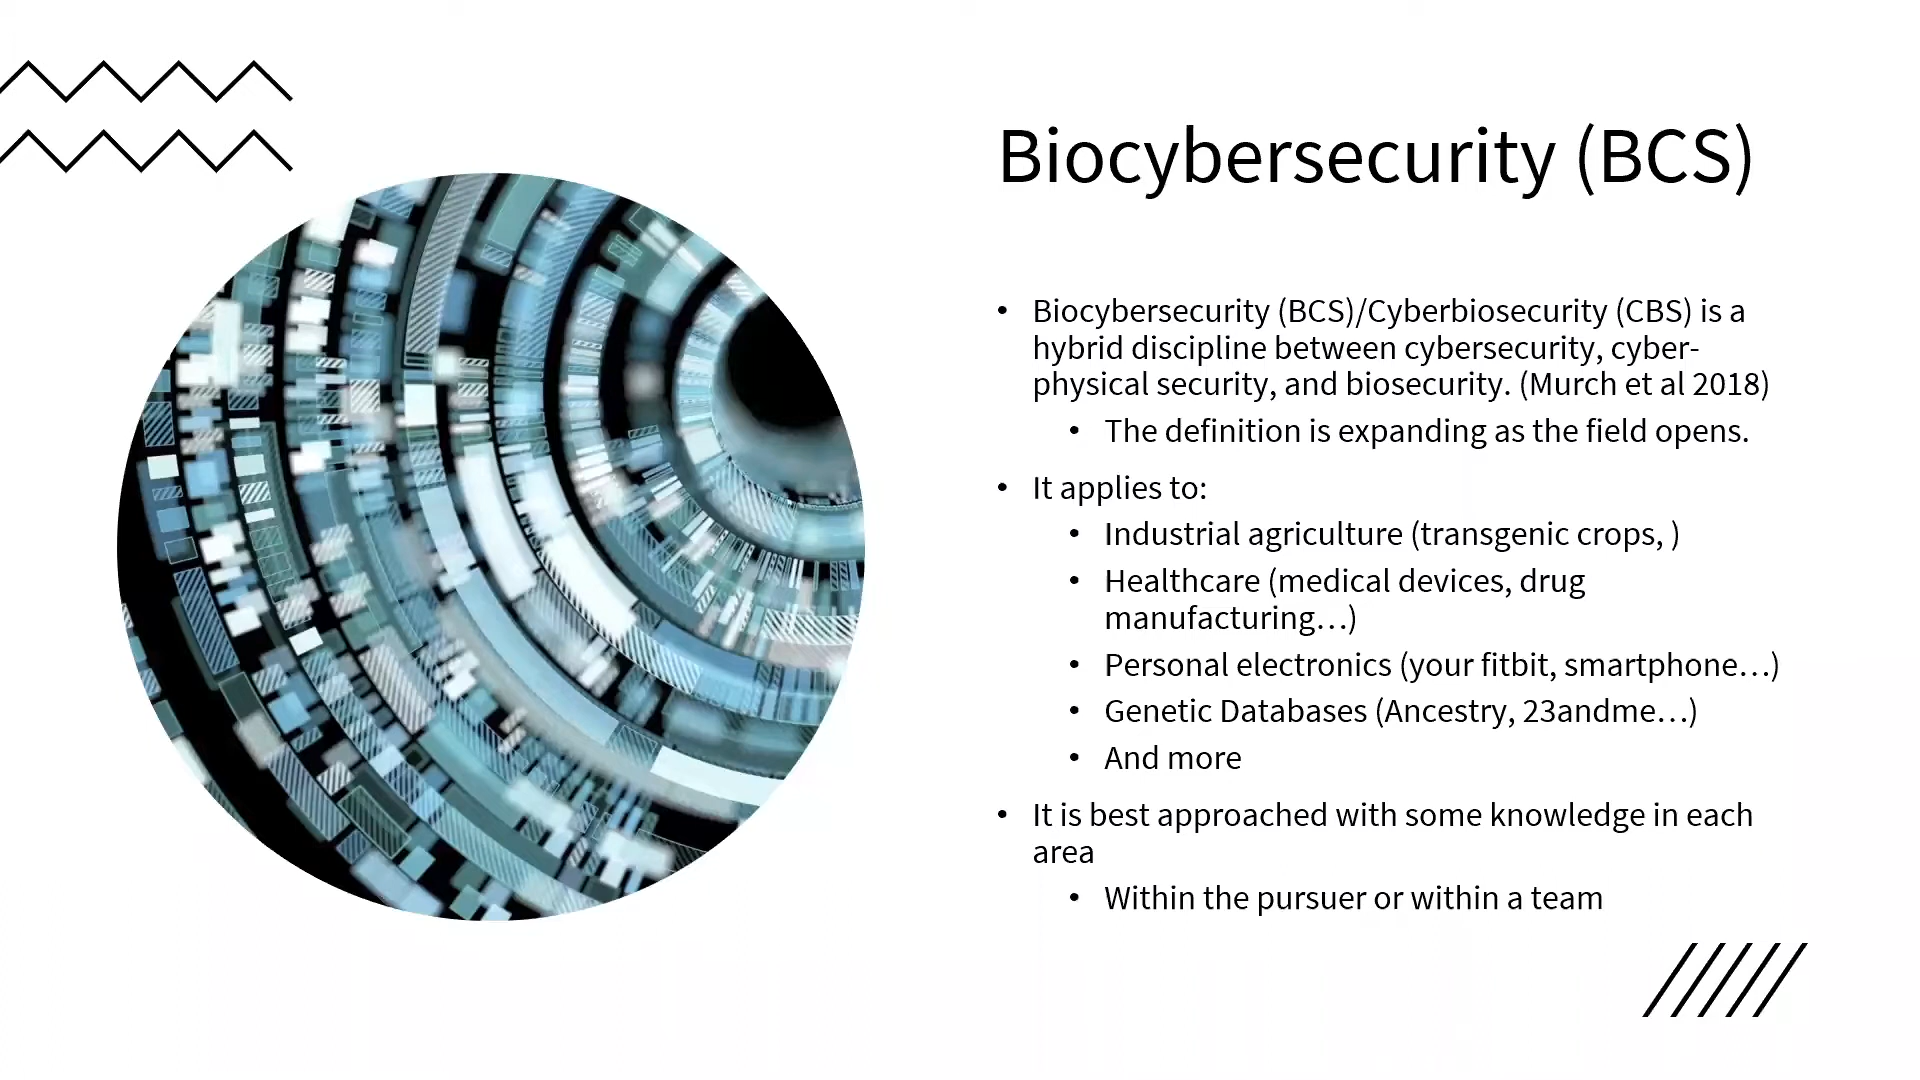 Biocybersecurity (BCS)
• Biocybersecurity (BCS)/Cyberbiosecurity (CBS) is a
hybrid discipline between cybersecurity, cyber-
physical security, and biosecurity. (Murch et al 2018)
• The definition is expanding as the field opens.
• It applies to:
• Industrial agriculture (transgenic crops, )
• Healthcare (medical devices, drug
manufacturing…)
• Personal electronics (your fitbit, smartphone…)
• Genetic Databases (Ancestry, 23andme…)
• And more
• It is best approached with some knowledge in each
area
• Within the pursuer or within a team